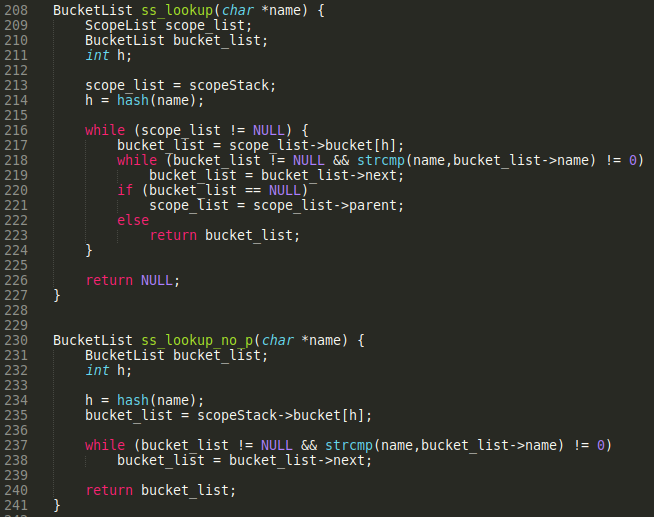 208 BucketList ss_lookup(char *name) {
209     ScopeList scope_list;
210     BucketList bucket_list;
211     int h;
212
213     scope_list = scopeStack;
214     h = hash(name);
215
216     while (scope_list != NULL) {
217         bucket_list = scope_list->bucket[h];
218         while (bucket_list != NULL && strcmp(name,bucket_list->name) != 0)
219             bucket_list = bucket_list->next;
220         if (bucket_list == NULL)
221             scope_list = scope_list->parent;
222         else
223             return bucket_list;
224     }
225
226     return NULL;
227 }
228
229
230 BucketList ss_lookup_no_p(char *name) {
231     BucketList bucket_list;
232     int h;
233
234     h = hash(name);
235     bucket_list = scopeStack->bucket[h];
236
237     while (bucket_list != NULL && strcmp(name,bucket_list->name) != 0)
238         bucket_list = bucket_list->next;
239
240     return bucket_list;
241 }